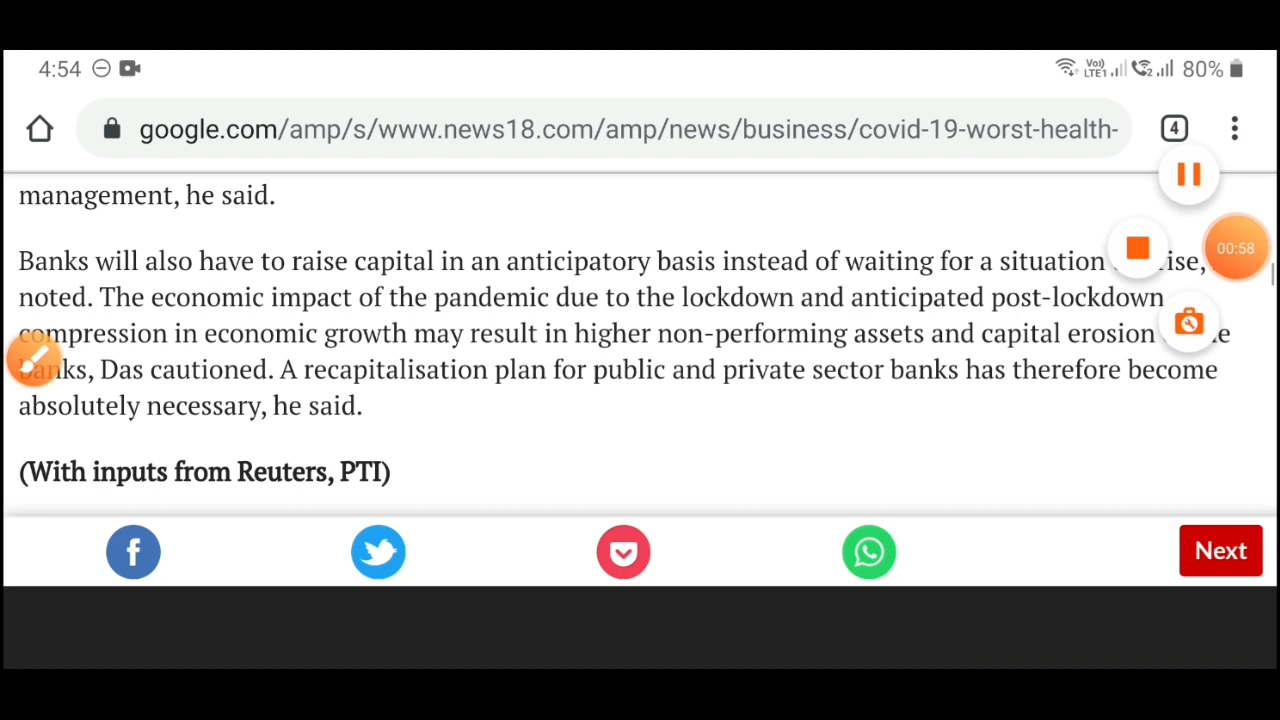 4:54 Vo) LTE1 2 80%
google.com/amp/s/www.news18.com/amp/news/business/covid-19-worst-health- 4
management, he said.
00:58
Banks will also have to raise capital in an anticipatory basis instead of waiting for a situation
noted. The economic impact of the pandemic due to the lockdown and anticipated post-lockdown
compression in economic growth may result in higher non-performing assets and capital erosion
banks, Das cautioned. A recapitalisation plan for public and private sector banks has therefore become
absolutely necessary, he said.
(With inputs from Reuters, PTI)
f Next